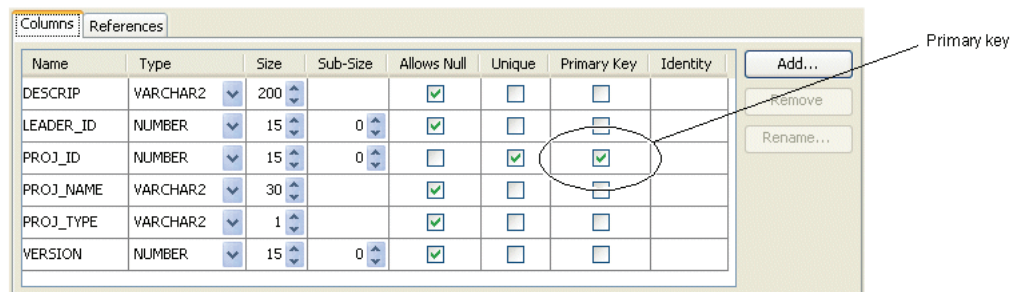 Columns References
Primary key
Name Type Size Sub-Size Allows Null Unique Primary Key Identity Add...
DESCRIP VARCHAR2 200 Remove
LEADER_ID NUMBER 15 0 Rename...
PROJ_ID NUMBER 15 0
PROJ_NAME VARCHAR2 30
PROJ_TYPE VARCHAR2 1
VERSION NUMBER 15 0